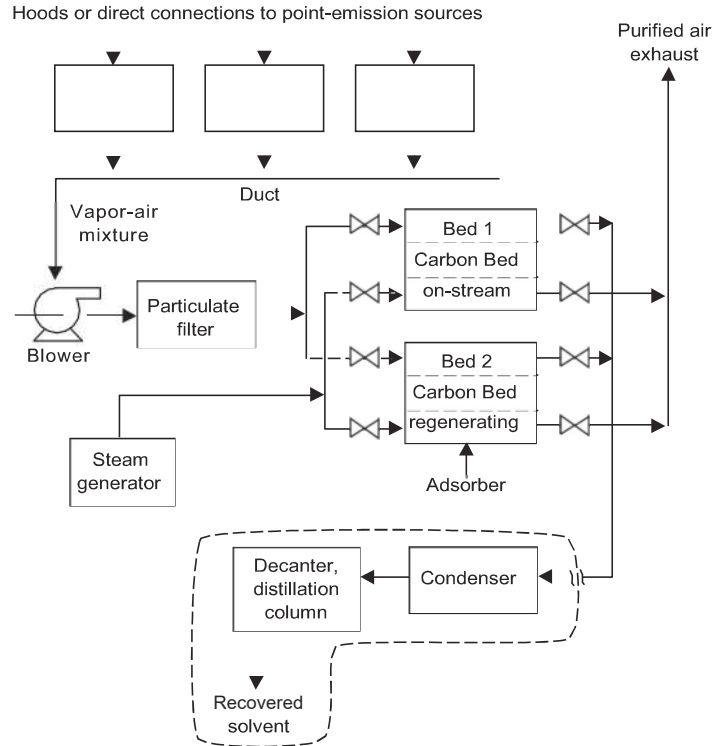 Hoods or direct connections to point-emission sources
Purified air
exhaust
Duct
Vapor-air
mixture
Bed 1
Carbon Bed
on-stream
Particulate
filter
Blower
Bed 2
Carbon Bed
regenerating
Steam
generator
Adsorber
Decanter,
distillation
column
Condenser
Recovered
solvent